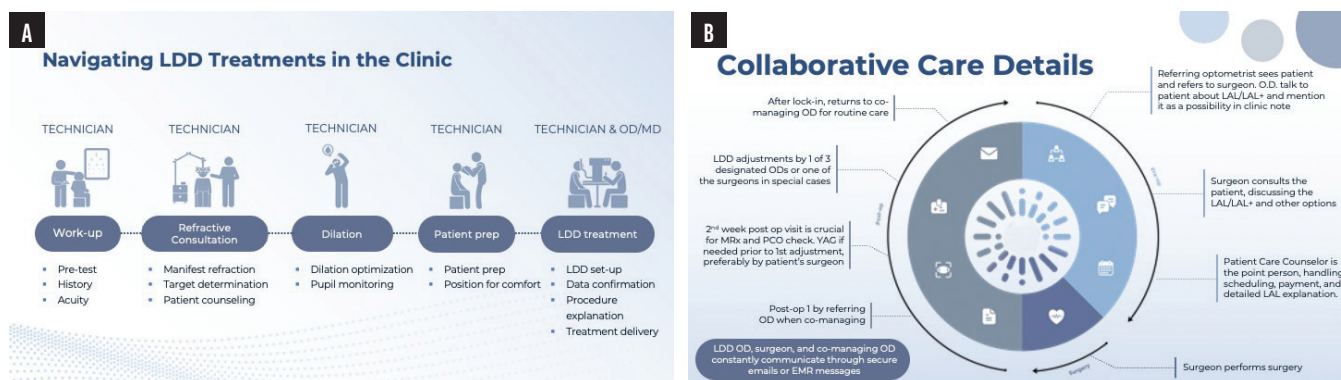 A
Navigating LDD Treatments in the Clinic
TECHNICIAN
TECHNICIAN
TECHNICIAN
TECHNICIAN
TECHNICIAN & OD/MD
Work-up
Refractive
Consultation
Dilation
Patient prep
LDD treatment
Pre-test
History
Acuity
Manifest refraction
Target determination
Patient counseling
Dilation optimization
Pupil monitoring
Patient prep
Position for comfort
LDD set-up
Data confirmation
Procedure
explanation
Treatment delivery
B
Collaborative Care Details
Referring optometrist sees patient
and refers to surgeon. O.D. talk to
patient about LAL/LAL+ and mention
it as a possibility in clinic note
Pre-op
Surgeon consults the
patient, discussing the
LAL/LAL+ and other options
Patient Care Counselor is
the point person, handling
scheduling, payment, and
detailed LAL explanation.
Surgeon performs surgery
Surgery
After lock-in, returns to co-
managing OD for routine care
LDD adjustments by 1 of 3
designated ODs or one of
the surgeons in special cases
Post-op
2nd week post op visit is crucial
for MRx and PCO check. YAG if
needed prior to 1st adjustment,
preferably by patient's surgeon
Post-op 1 by referring
OD when co-managing
LDD OD, surgeon, and co-managing OD
constantly communicate through secure
emails or EMR messages